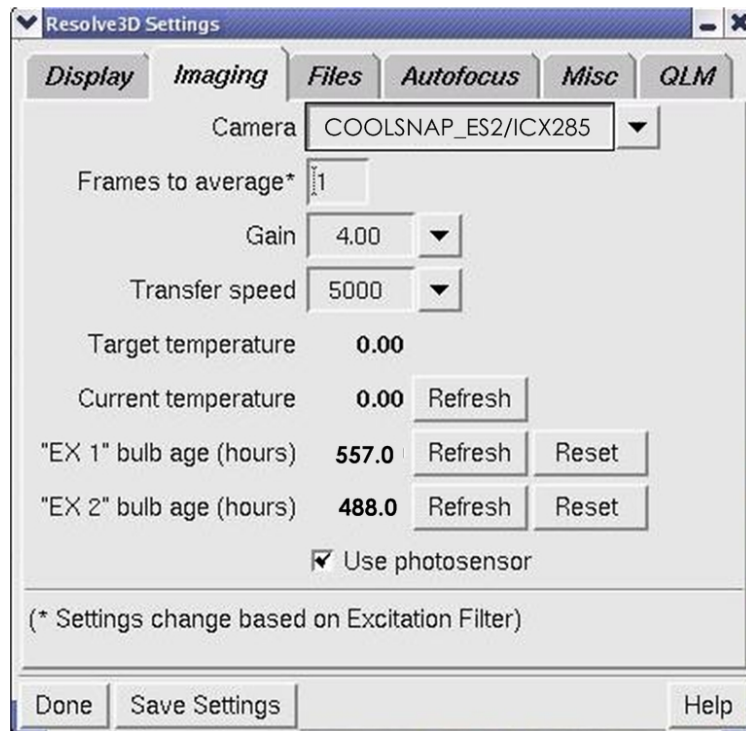 Resolve3D Settings
Display Imaging Files Autofocus Misc QLM
Camera COOLSNAP_ES2/ICX285
Frames to average* 1
Gain 4.00
Transfer speed 5000
Target temperature 0.00
Current temperature 0.00 Refresh
"EX 1" bulb age (hours) 557.0 Refresh Reset
"EX 2" bulb age (hours) 488.0 Refresh Reset
Use photosensor
(* Settings change based on Excitation Filter)
Done Save Settings Help